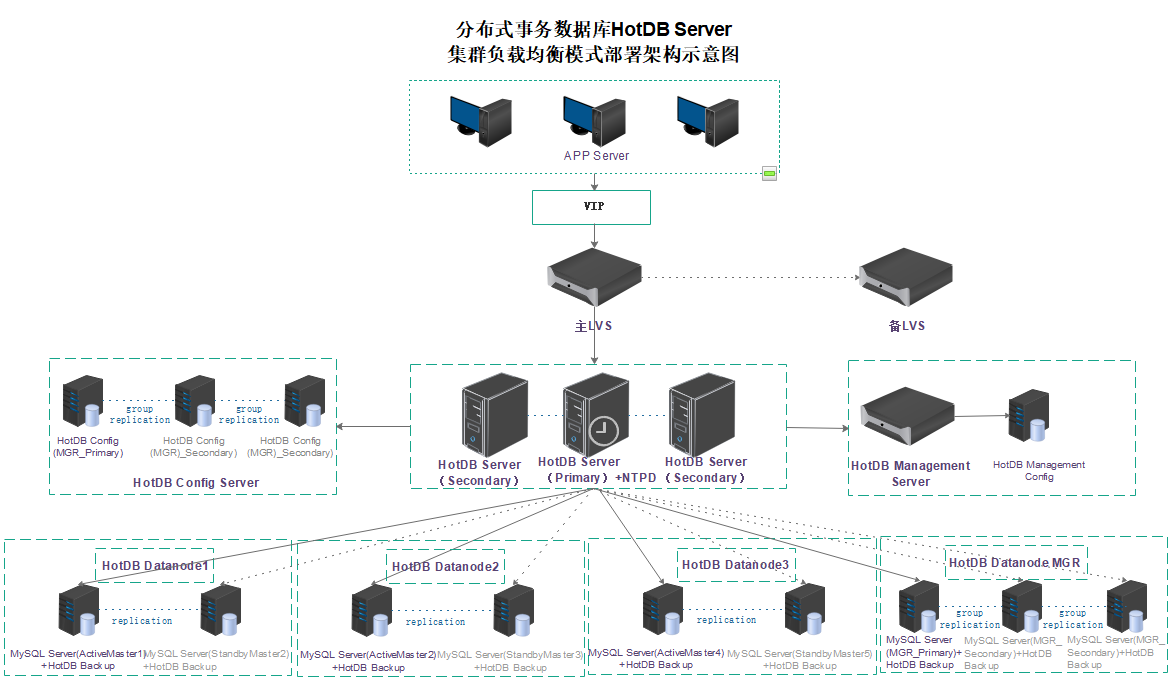 分布式事务数据库HotDB Server
集群负载均衡模式部署架构示意图
APP Server
VIP
主LVS
备LVS
group
replication
group
replication
HotDB Config
(MGR_Primary)
HotDB Config
(MGR)_Secondary)
HotDB Config
(MGR)_Secondary)
HotDB Config Server
HotDB Server
（Secondary）
HotDB Server
（Primary）+NTPD
HotDB Server
（Secondary）
HotDB Management
Server
HotDB Management
Config
HotDB Datanode1
replication
MySQL Server(ActiveMaster1)
+HotDB Backup
MySQL Server(StandbyMaster2)
+HotDB Backup
HotDB Datanode2
replication
MySQL Server(ActiveMaster2)
+HotDB Backup
MySQL Server(StandbyMaster3)
+HotDB Backup
HotDB Datanode3
replication
MySQL Server(ActiveMaster4)
+HotDB Backup
MySQL Server(StandbyMaster5)
+HotDB Backup
HotDB Datanode MGR
group
replication
group
replication
MySQL Server
(MGR_Primary)+
HotDB Backup
MySQL Server(MGR_
Secondary)+HotDB
Backup
MySQL Server(MGR_
Secondary)+HotDB
Backup